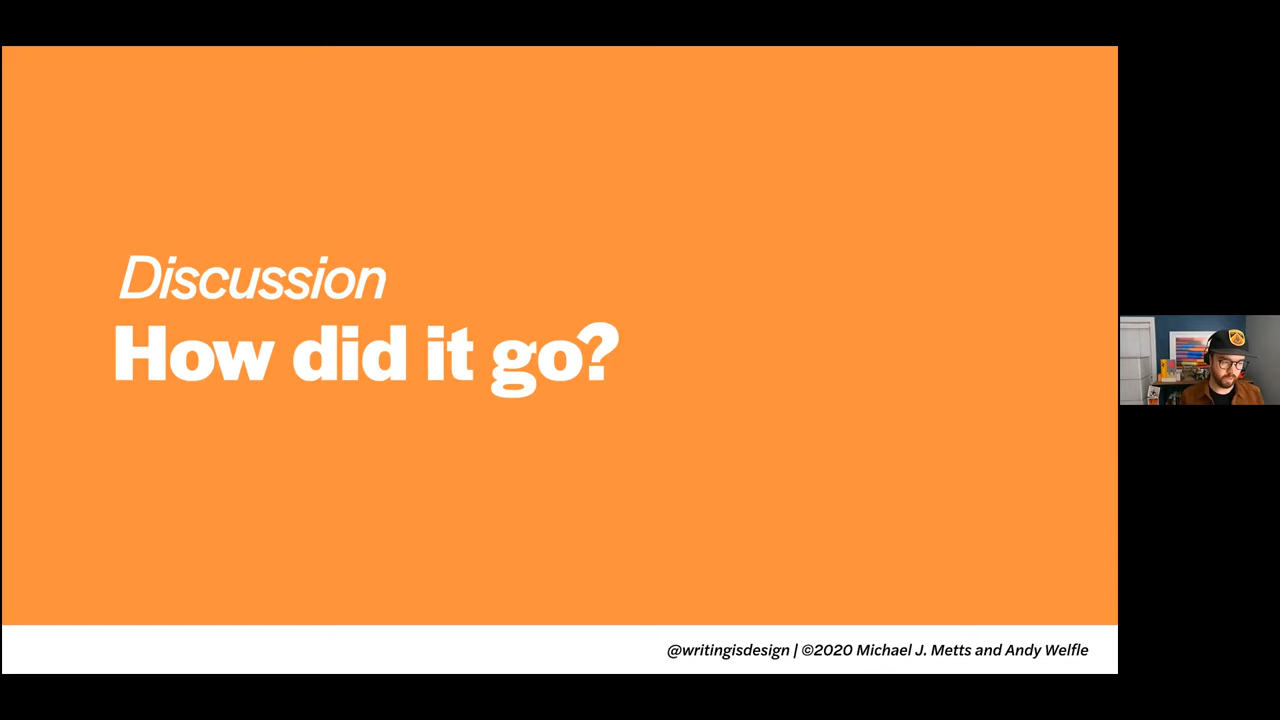 Discussion
How did it go?
@writingisdesign | ©2020 Michael J. Metts and Andy Welfle